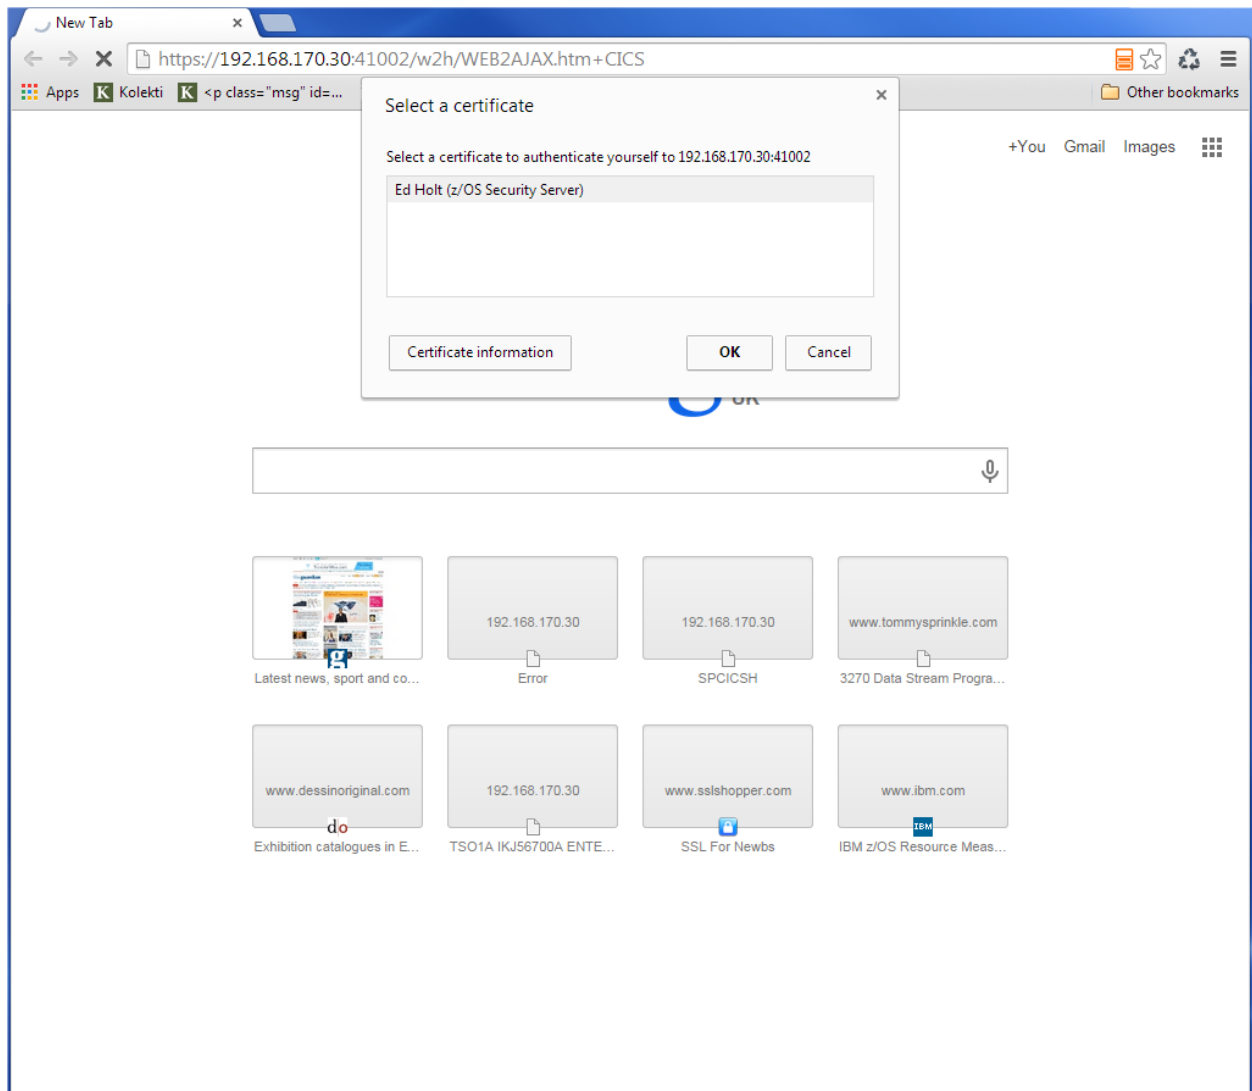 New Tab
https://192.168.170.30:41002/w2h/WEB2AJAX.htm+CICS
Apps K Kolekti K <p class="msg" id=... Other bookmarks
Select a certificate
Select a certificate to authenticate yourself to 192.168.170.30:41002
Ed Holt (z/OS Security Server)
Certificate information OK Cancel
+You Gmail Images
UK
192.168.170.30 192.168.170.30 www.tommysprinkle.com
g
Latest news, sport and co... Error SPCICSH 3270 Data Stream Progra...
www.dessinoriginal.com 192.168.170.30 www.sslshopper.com www.ibm.com
do IBM
Exhibition catalogues in E... TSO1A IKJ56700A ENTE... SSL For Newbs IBM z/OS Resource Meas...